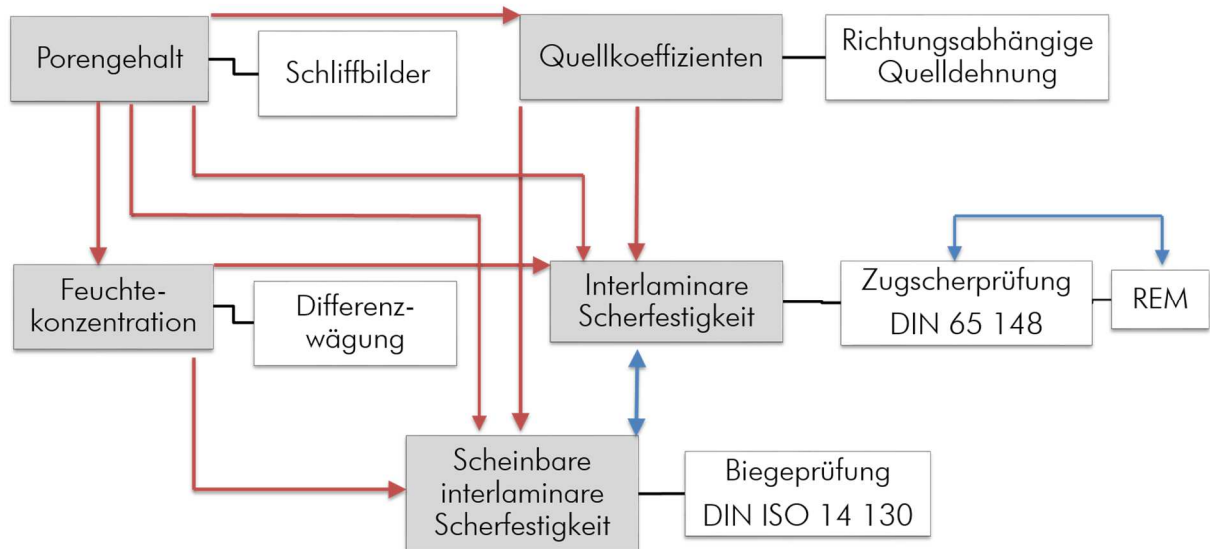 Porengehalt
Schliffbilder
Quellkoeffizienten
Richtungsabhängige
Quelldehnung
Feuchte-
konzentration
Differenz-
wägung
Interlaminare
Scherfestigkeit
Zugscherprüfung
DIN 65 148
REM
Scheinbare
interlaminare
Scherfestigkeit
Biegeprüfung
DIN ISO 14 130